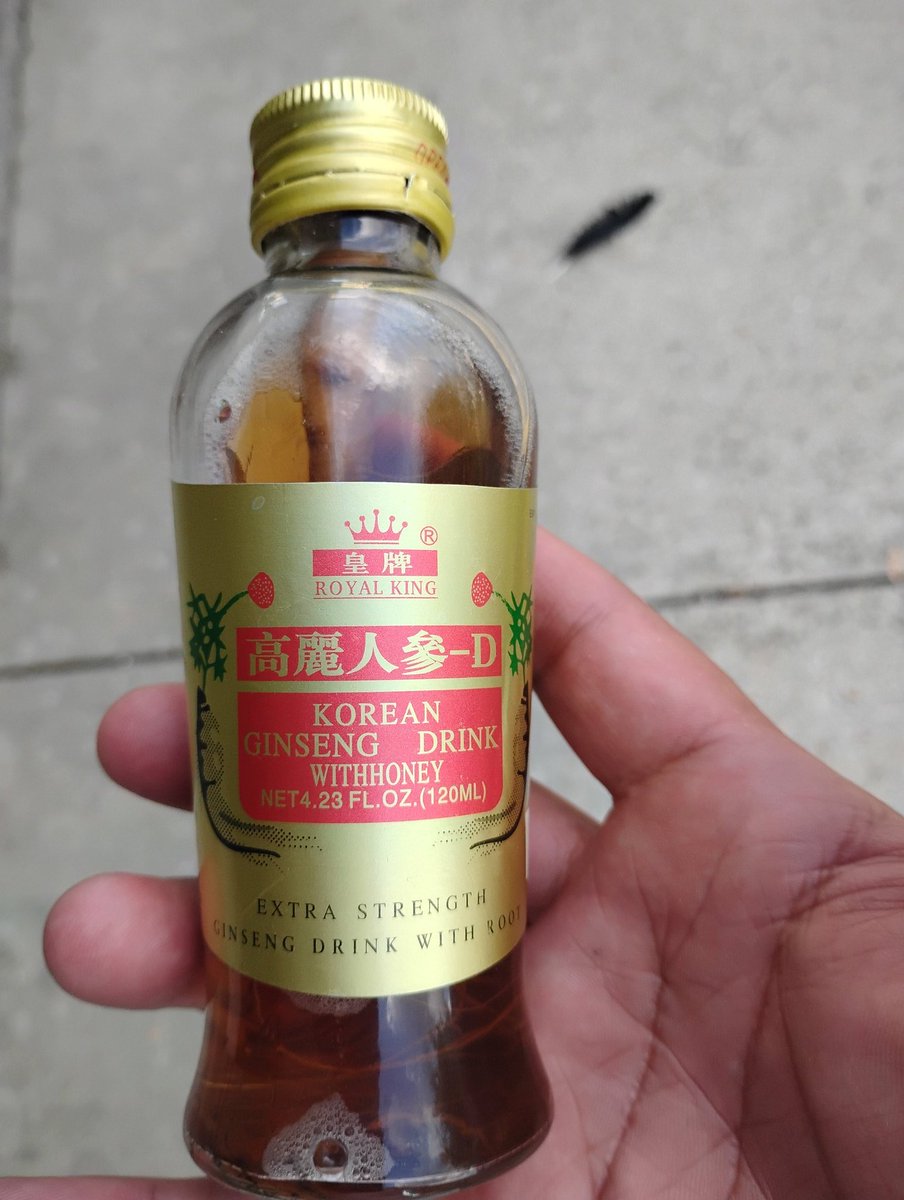 ®
皇牌
ROYAL KING
高麗人參-D
KOREAN
GINSENG DRINK
WITHHONEY
NET4.23 FL.OZ.(120ML)
EXTRA STRENGTH
GINSENG DRINK WITH ROOT